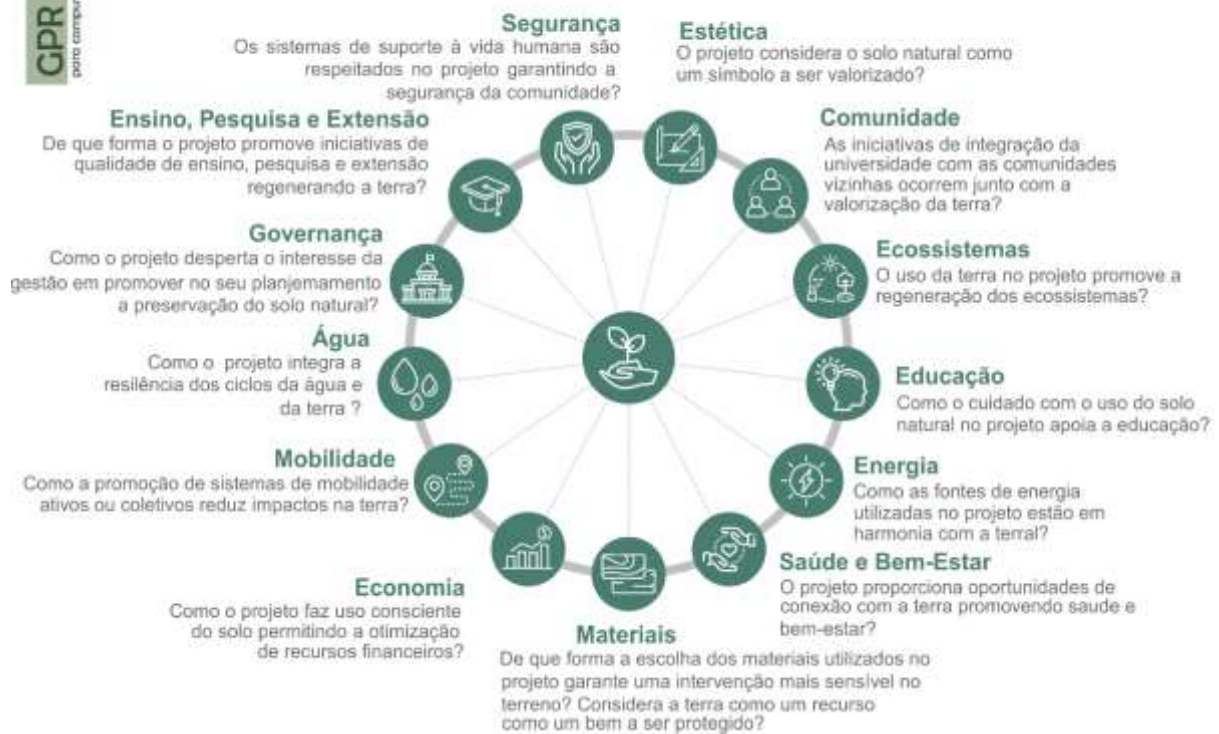 GPR
para campu
Segurança
Os sistemas de suporte à vida humana são
respeitados no projeto garantindo a
segurança da comunidade?
Estética
O projeto considera o solo natural como
um símbolo a ser valorizado?
Comunidade
As iniciativas de integração da
universidade com as comunidades
vizinhas ocorrem junto com a
valorização da terra?
Ecossistemas
O uso da terra no projeto promove a
regeneração dos ecossistemas?
Educação
Como o cuidado com o uso do solo
natural no projeto apoia a educação?
Energia
Como as fontes de energia
utilizadas no projeto estão em
harmonia com a terral?
Saúde e Bem-Estar
O projeto proporciona oportunidades de
conexão com a terra promovendo saude e
bem-estar?
Materiais
De que forma a escolha dos materiais utilizados no
projeto garante uma intervenção mais sensível no
terreno? Considera a terra como um recurso
como um bem a ser protegido?
Economia
Como o projeto faz uso consciente
do solo permitindo a otimização
de recursos financeiros?
Mobilidade
Como a promoção de sistemas de mobilidade
ativos ou coletivos reduz impactos na terra?
Água
Como o projeto integra a
resilência dos ciclos da água e
da terra ?
Governança
Como o projeto desperta o interesse da
gestão em promover no seu planjemamento
a preservação do solo natural?
Ensino, Pesquisa e Extensão
De que forma o projeto promove iniciativas de
qualidade de ensino, pesquisa e extensão
regenerando a terra?